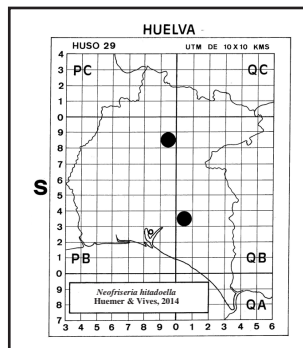 HUELVA
HUSO 29 UTM DE 10 X 10 KMS
4
3 PC QC
2
1
0
9
8
7
6
S
5
4
3
2
1 PB QB
0
9
8 QA
7
Neofriseria hitadoella
Huemer & Vives, 2014
3 4 5 6 7 8 9 0 1 2 3 4 5 6